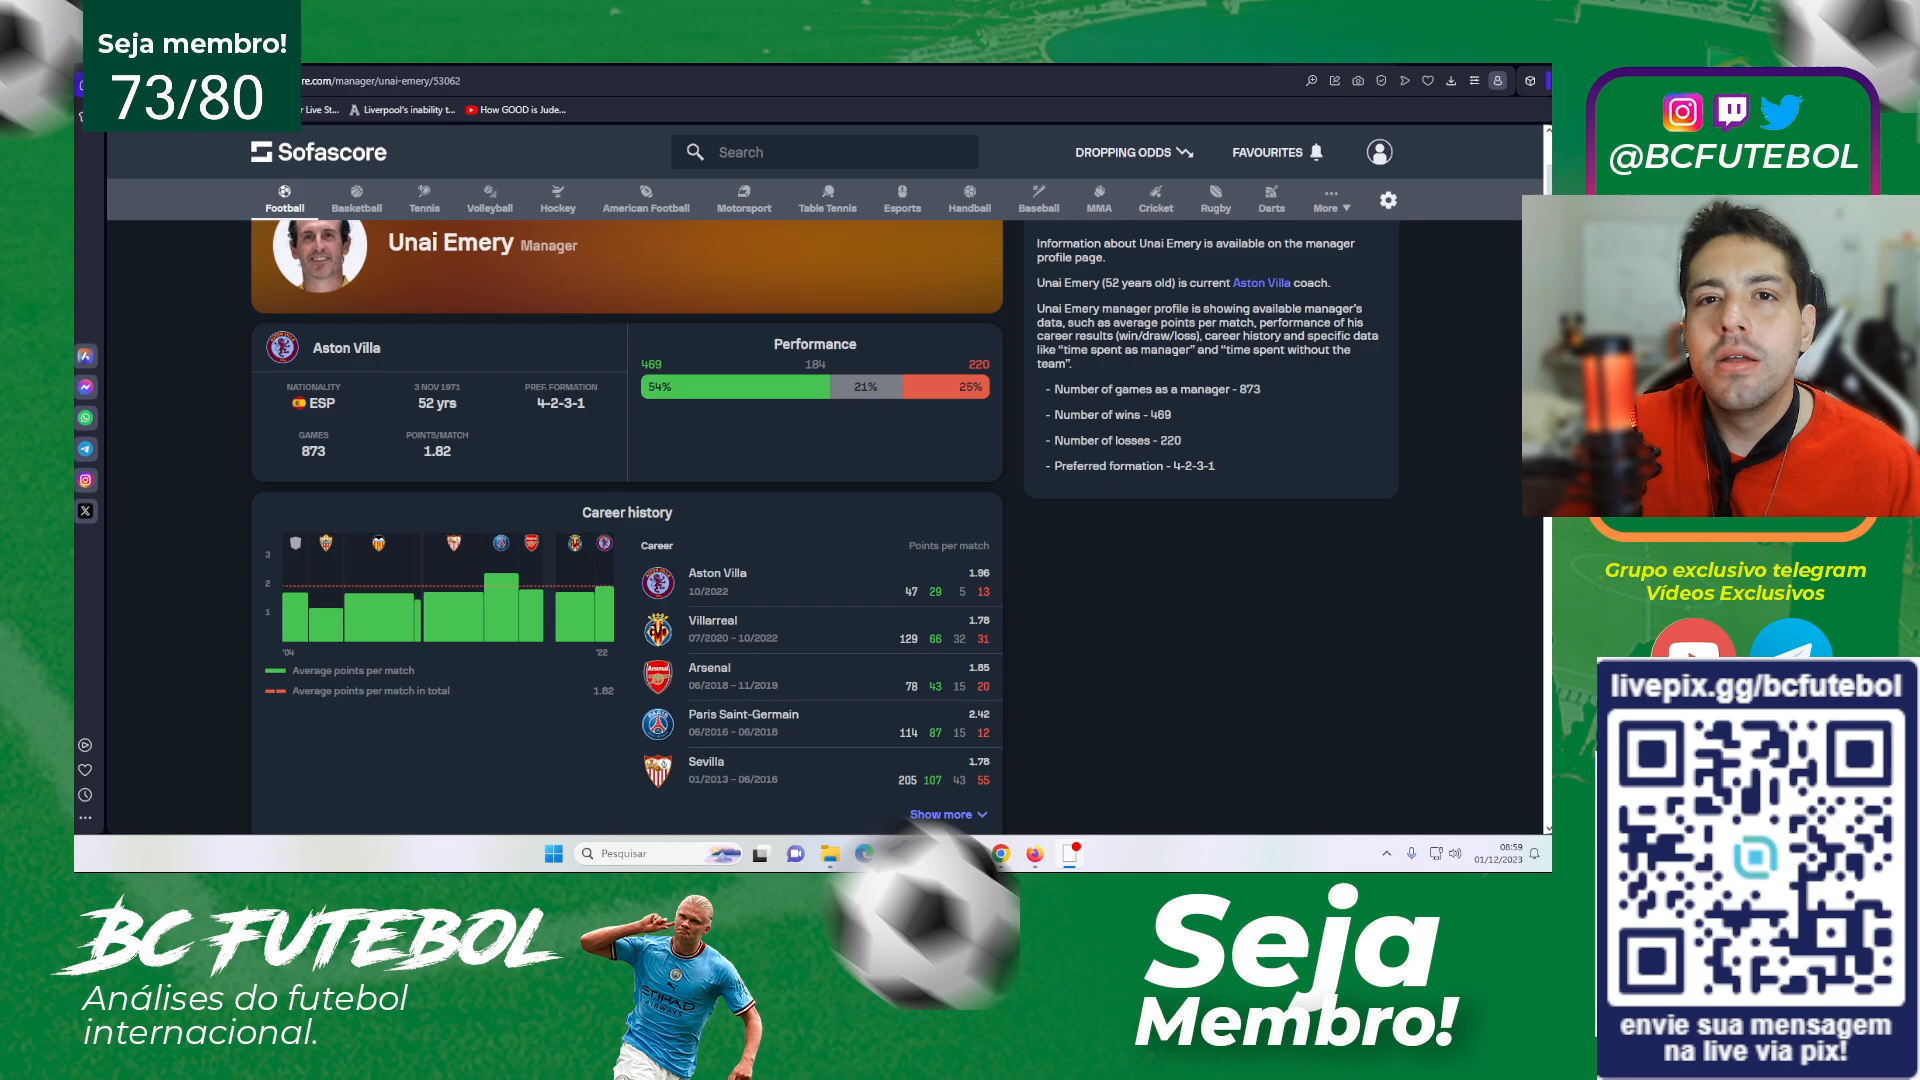 Seja membro!
73/80
re.com/manager/unai-emery/53062
r Live St...
Liverpool's inability t...
How GOOD is Jude...
Sofascore
Search
DROPPING ODDS
FAVOURITES
Football
Basketball
Tennis
Volleyball
Hockey
American Football
Motorsport
Table Tennis
Esports
Handball
Baseball
MMA
Cricket
Rugby
Darts
More
Unai Emery Manager
Aston Villa
NATIONALITY
ESP
3 NOV 1971
52 yrs
PREF. FORMATION
4-2-3-1
GAMES
873
POINTS/MATCH
1.82
Performance
469
184
220
54%
21%
25%
Information about Unai Emery is available on the manager
profile page.
Unai Emery (52 years old) is current Aston Villa coach.
Unai Emery manager profile is showing available manager's
data, such as average points per match, performance of his
career results (win/draw/loss), career history and specific data
like "time spent as manager" and "time spent without the
team".
- Number of games as a manager - 873
- Number of wins - 469
- Number of losses - 220
- Preferred formation - 4-2-3-1
Career history
3
2
1
'04
'22
Average points per match
Average points per match in total
1.82
Career
Points per match
Aston Villa
1.96
10/2022
47 29 5 13
Villarreal
1.78
07/2020 - 10/2022
129 66 32 31
Arsenal
1.85
06/2018 - 11/2019
78 43 15 20
Paris Saint-Germain
2.42
06/2016 - 06/2018
114 87 15 12
Sevilla
1.78
01/2013 - 06/2016
205 107 43 55
Show more
Pesquisar
08:59
01/12/2023
@BCFUTEBOL
Grupo exclusivo telegram
Vídeos Exclusivos
livepix.gg/bcfutebol
envie sua mensagem
na live via pix!
BC FUTEBOL
Análises do futebol
internacional.
ETIHAD
Seja
Membro!